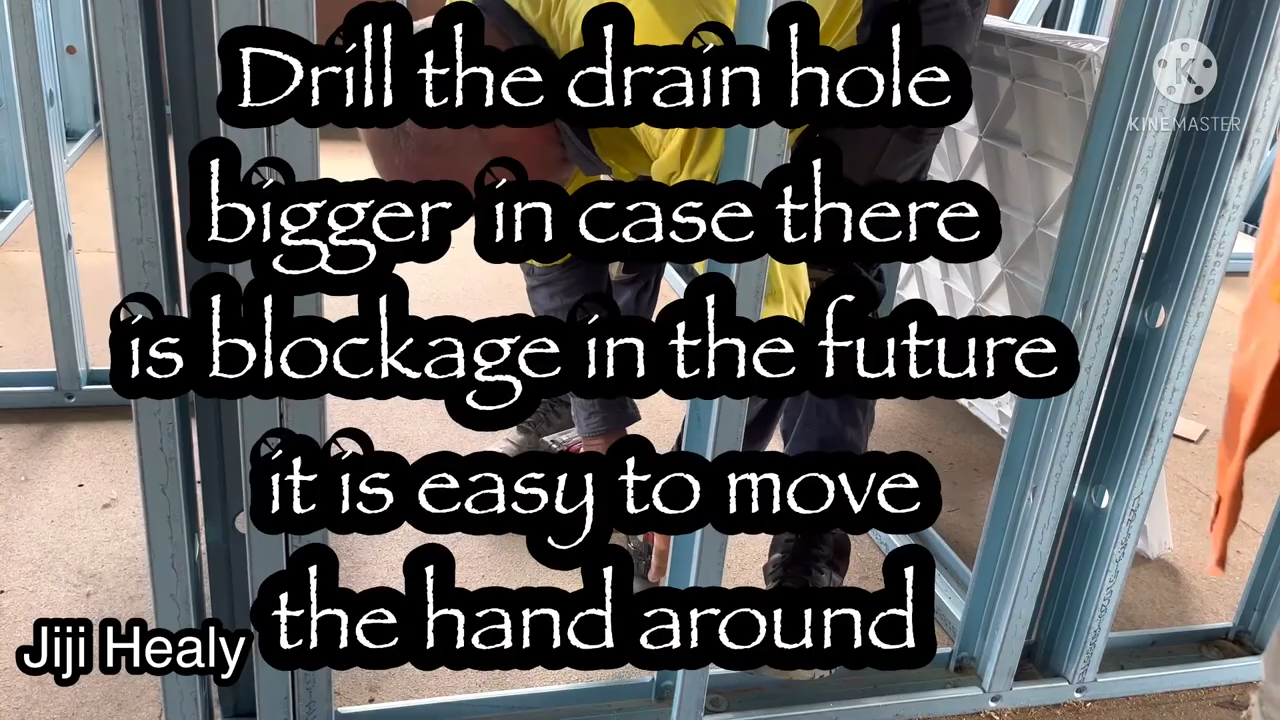 Drill the drain hole
bigger in case there
is blockage in the future
it is easy to move
the hand around
Jiji Healy
KINEMASTER